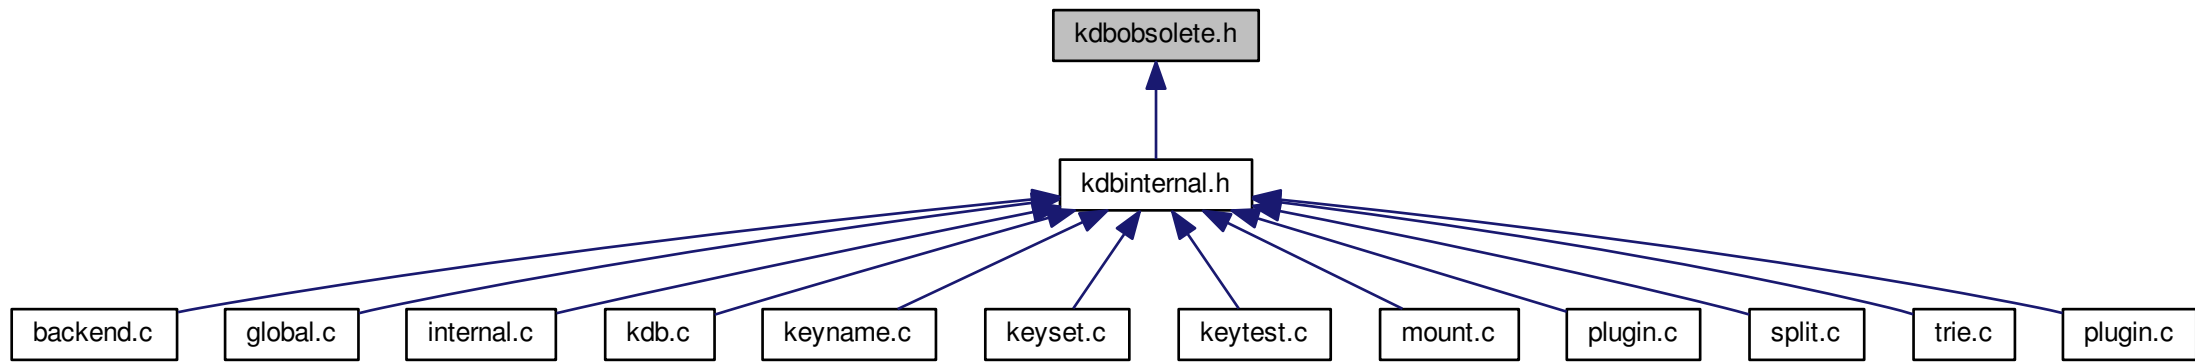 kdbobsolete.h
kdbinternal.h
backend.c
global.c
internal.c
kdb.c
keyname.c
keyset.c
keytest.c
mount.c
plugin.c
split.c
trie.c
plugin.c